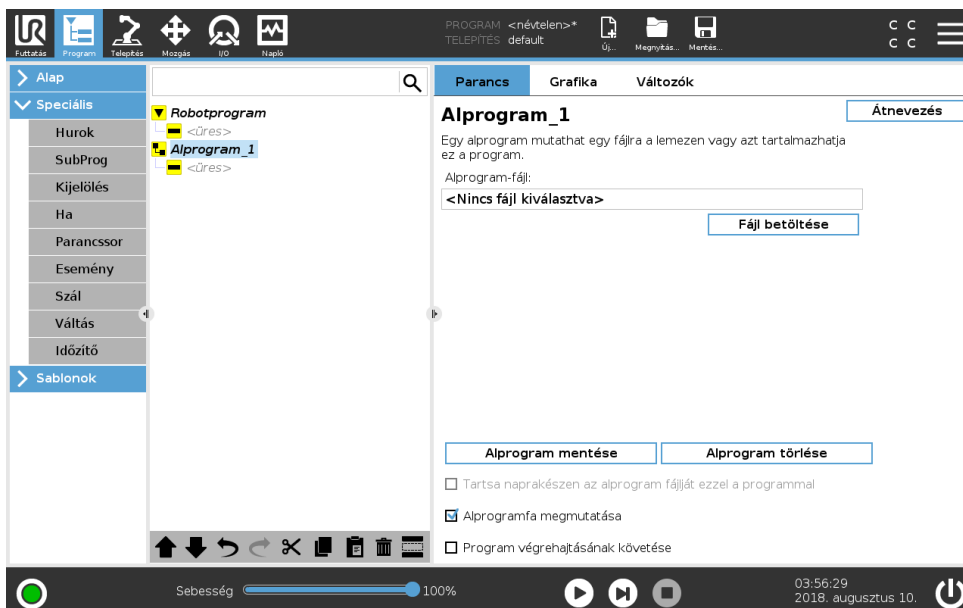 Futtatás Program Telepítés Mozgás I/O Napló
PROGRAM <névtelen>*
TELEPÍTÉS default
Új... Megnyitás... Mentés...
C C
C C
Alap
Speciális
Hurok
SubProg
Kijelölés
Ha
Parancssor
Esemény
Szál
Váltás
Időzítő
Sablonok
Robotprogram
<üres>
Alprogram_1
<üres>
Parancs Grafika Változók
Alprogram_1
Átnevezés
Egy alprogram mutathat egy fájlra a lemezen vagy azt tartalmazhatja
ez a program.
Alprogram-fájl:
<Nincs fájl kiválasztva>
Fájl betöltése
Alprogram mentése Alprogram törlése
Tartsa naprakészen az alprogram fájlját ezzel a programmal
Alprogramfa megmutatása
Program végrehajtásának követése
Sebesség 100%
03:56:29
2018. augusztus 10.